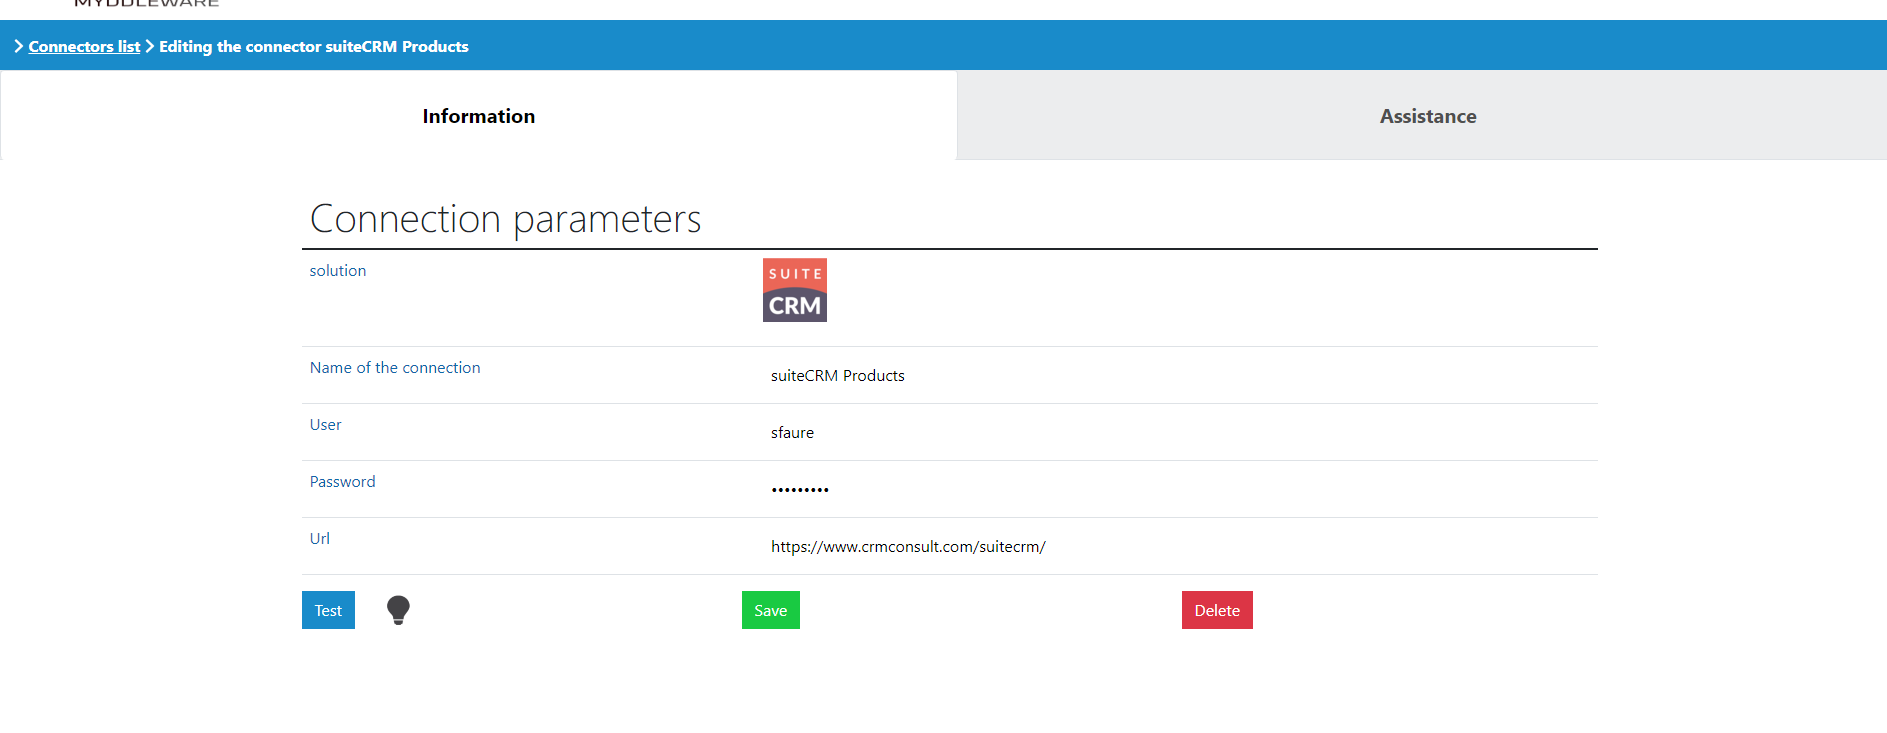 MYDDLEWARE
Connectors list Editing the connector suiteCRM Products
Information Assistance
Connection parameters
solution
SUITE
CRM
Name of the connection suiteCRM Products
User sfaure
Password •••••••••
Url https://www.crmconsult.com/suitecrm/
Test Save Delete